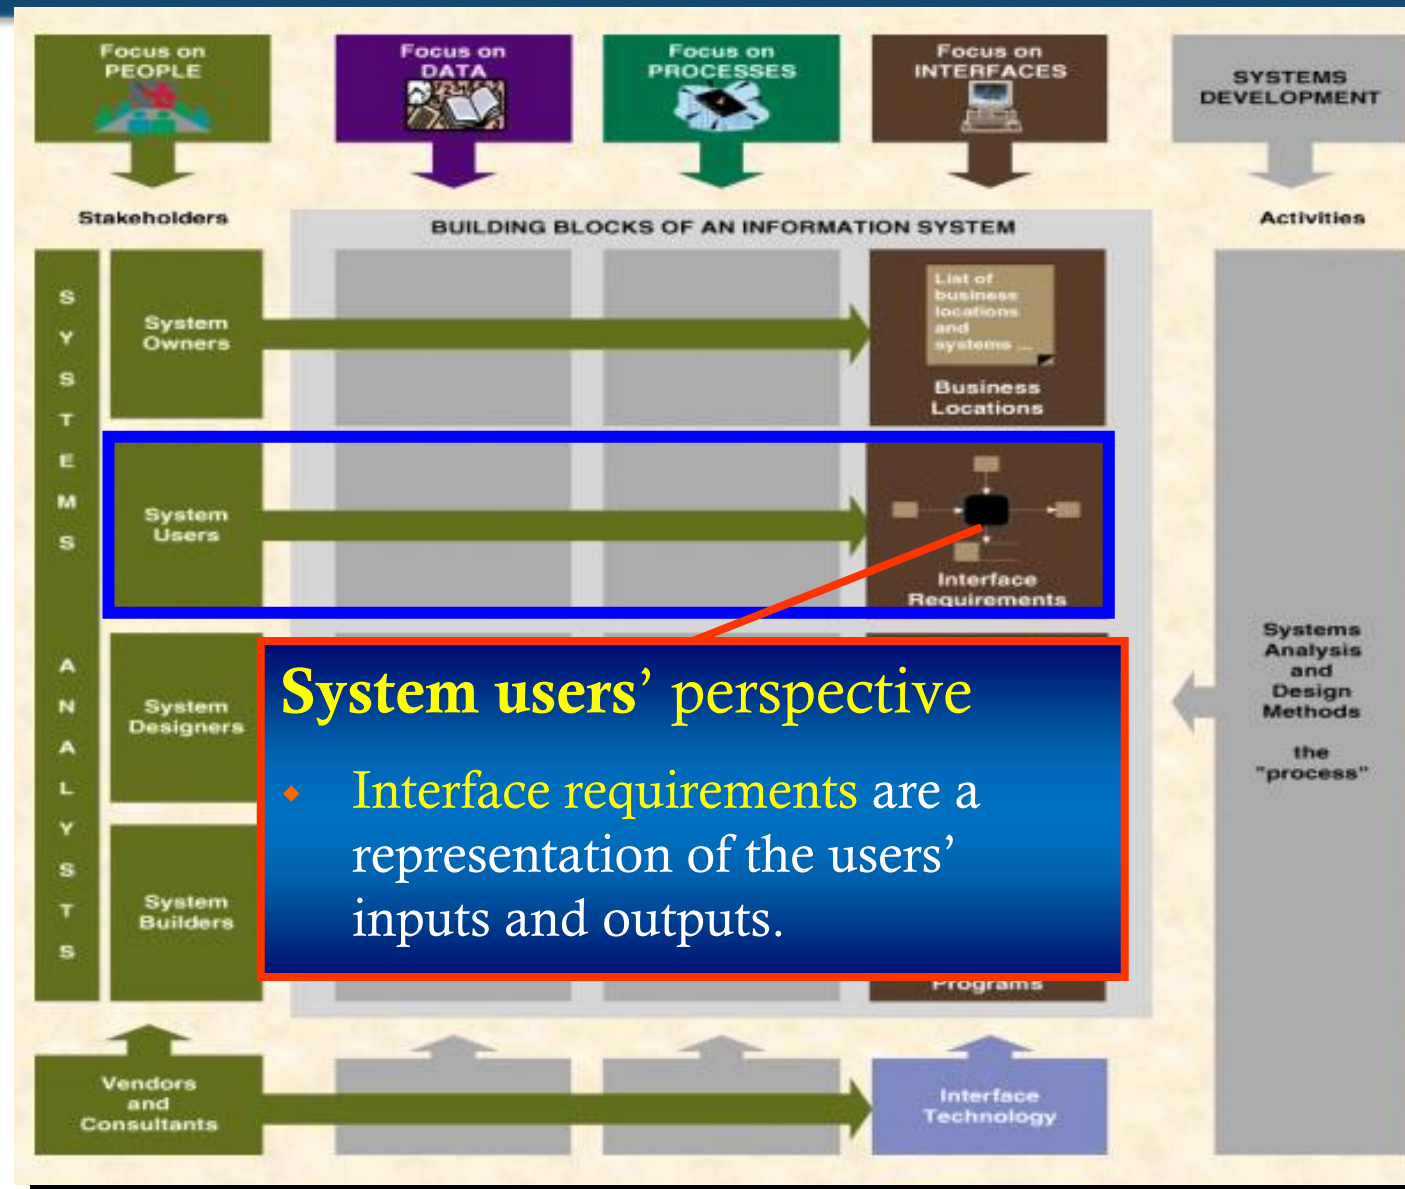 Focus on
PEOPLE
Focus on
DATA
Focus on
PROCESSES
Focus on
INTERFACES
SYSTEMS
DEVELOPMENT
Stakeholders
BUILDING BLOCKS OF AN INFORMATION SYSTEM
Activities
SYSTEMS ANALYSTS
System
Owners
List of
business
locations
and
systems ...
Business
Locations
System
Users
Interface
Requirements
System
Designers
System users’ perspective
Interface requirements are a
representation of the users’
inputs and outputs.
System
Builders
Programs
Systems
Analysis
and
Design
Methods
the
"process"
Vendors
and
Consultants
Interface
Technology